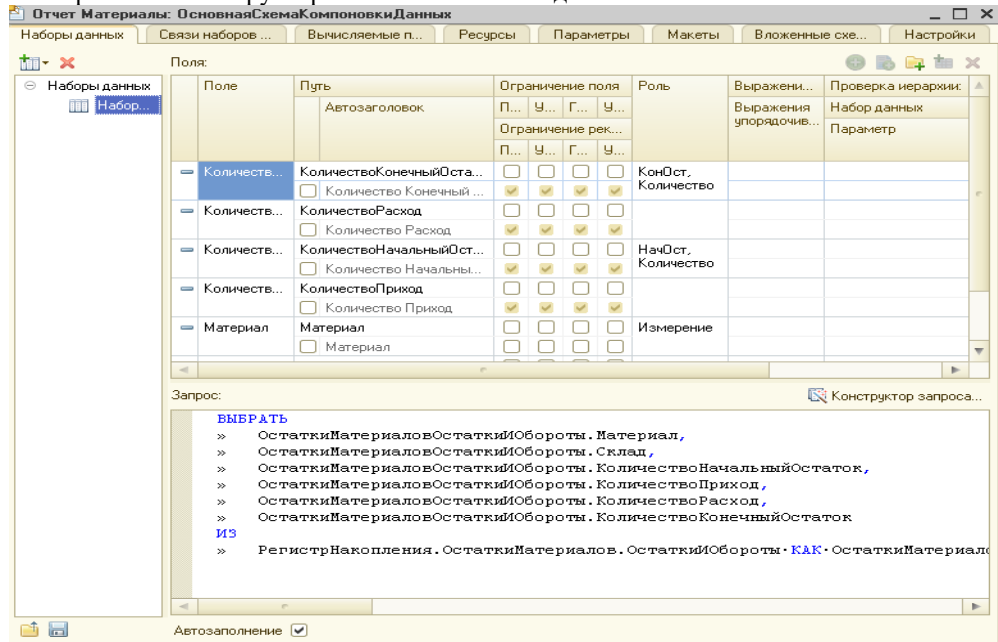 Отчет Материалы: ОсновнаяСхемаКомпоновкиДанных
Наборы данных Связи наборов ... Вычисляемые п... Ресурсы Параметры Макеты Вложенные схе... Настройки
Поля:
Наборы данных
Набор...
Поле Путь Ограничение поля Роль Выражени... Проверка иерархии:
Автозаголовок П... У... Г... У... Выражения упорядочив... Набор данных
Ограничение рек... Параметр
П... У... Г... У...
Количеств... КоличествоКонечныйОста... КонОст, Количество
Количество Конечный ...
Количеств... КоличествоРасход
Количество Расход
Количеств... КоличествоНачальныйОст... НачОст, Количество
Количество Начальны...
Количеств... КоличествоПриход
Количество Приход
Материал Материал Измерение
Материал
Запрос: Конструктор запроса...
ВЫБРАТЬ
» ОстаткиМатериаловОстаткиИОбороты.Материал,
» ОстаткиМатериаловОстаткиИОбороты.Склад,
» ОстаткиМатериаловОстаткиИОбороты.КоличествоНачальныйОстаток,
» ОстаткиМатериаловОстаткиИОбороты.КоличествоПриход,
» ОстаткиМатериаловОстаткиИОбороты.КоличествоРасход,
» ОстаткиМатериаловОстаткиИОбороты.КоличествоКонечныйОстаток
ИЗ
» РегистрНакопления.ОстаткиМатериалов.ОстаткиИОбороты·КАК·ОстаткиМатериало
Автозаполнение